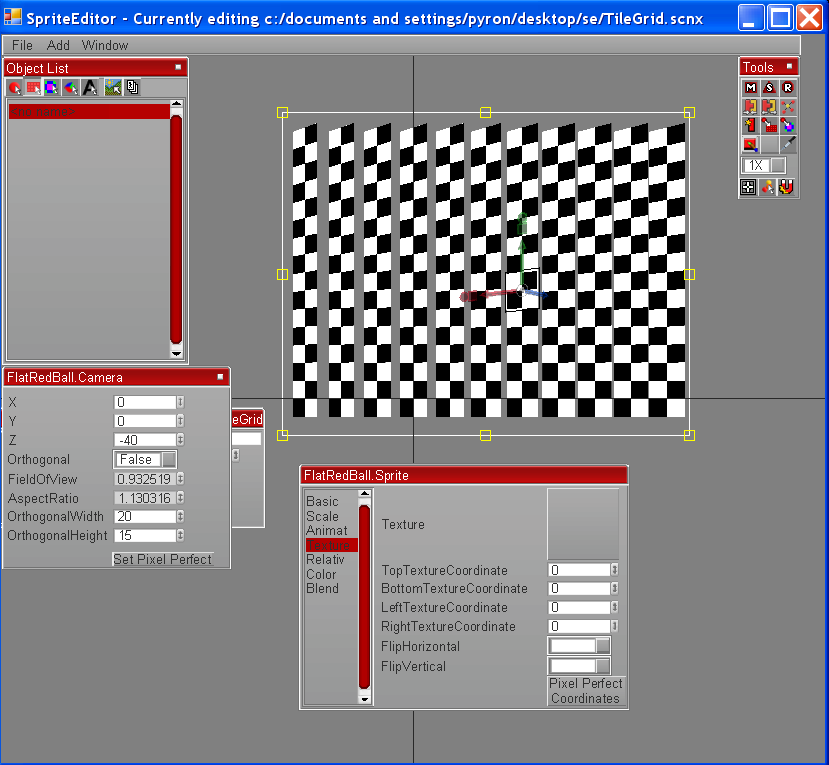 SpriteEditor - Currently editing c:/documents and settings/pyron/desktop/se/TileGrid.scnx
File Add Window
Object List
Tools
M S R
A
1X
FlatRedBall.Camera
X 0
Y 0
Z -40
Orthogonal False
FieldOfView 0.932519
AspectRatio 1.130316
OrthogonalWidth 20
OrthogonalHeight 15
Set Pixel Perfect
eGrid
FlatRedBall.Sprite
Basic
Scale
Animat
Texture
Relativ
Color
Blend
Texture
TopTextureCoordinate 0
BottomTextureCoordinate 0
LeftTextureCoordinate 0
RightTextureCoordinate 0
FlipHorizontal
FlipVertical
Pixel Perfect
Coordinates